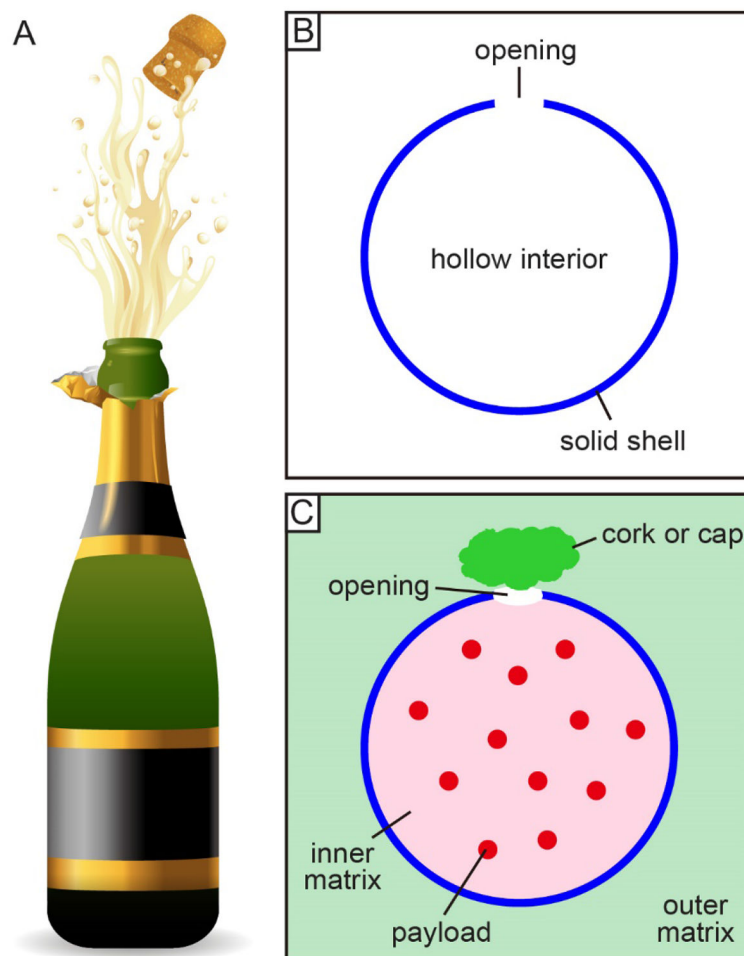 A
B
opening
hollow interior
solid shell
C
cork or cap
opening
inner
matrix
payload
outer
matrix